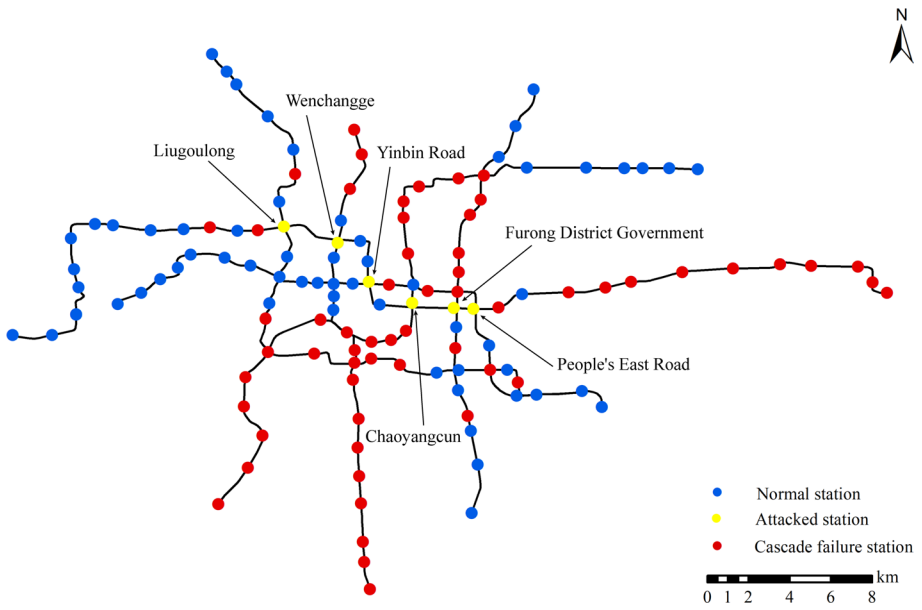 N
Wenchangge
Liugoulong
Yinbin Road
Furong District Government
People's East Road
Chaoyangcun
Normal station
Attacked station
Cascade failure station
km
0 1 2 4 6 8